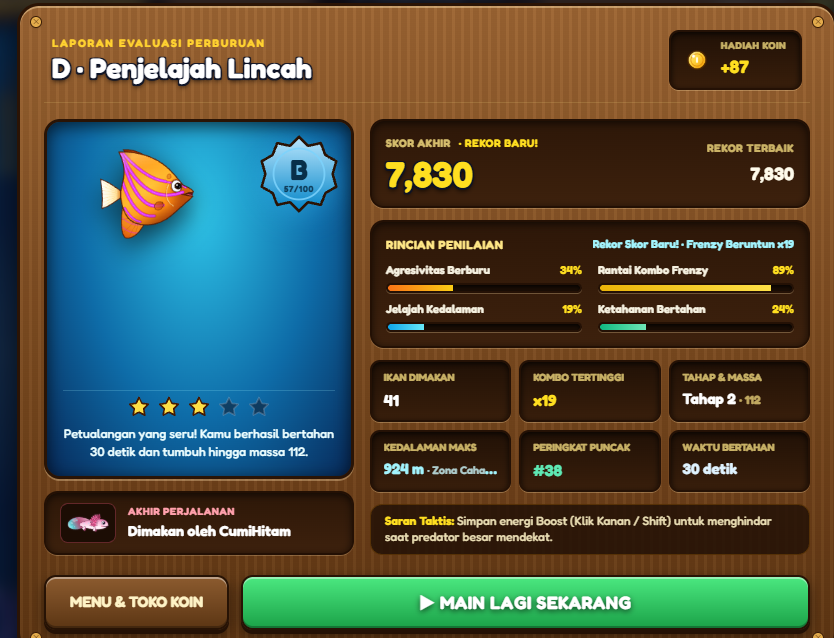 LAPORAN EVALUASI PERBURUAN
D • Penjelajah Lincah
HADIAH KOIN
+87
B
57/100
Petualangan yang seru! Kamu berhasil bertahan
30 detik dan tumbuh hingga massa 112.
AKHIR PERJALANAN
Dimakan oleh CumiHitam
SKOR AKHIR • REKOR BARU!
7,830
REKOR TERBAIK
7,830
RINCIAN PENILAIAN
Rekor Skor Baru! • Frenzy Beruntun x19
Agresivitas Berburu 34%
Rantai Kombo Frenzy 89%
Jelajah Kedalaman 19%
Ketahanan Bertahan 24%
IKAN DIMAKAN
41
KOMBO TERTINGGI
x19
TAHAP & MASSA
Tahap 2 • 112
KEDALAMAN MAKS
924 m • Zona Caha...
PERINGKAT PUNCAK
#38
WAKTU BERTAHAN
30 detik
Saran Taktis: Simpan energi Boost (Klik Kanan / Shift) untuk menghindar
saat predator besar mendekat.
MENU & TOKO KOIN
▶ MAIN LAGI SEKARANG